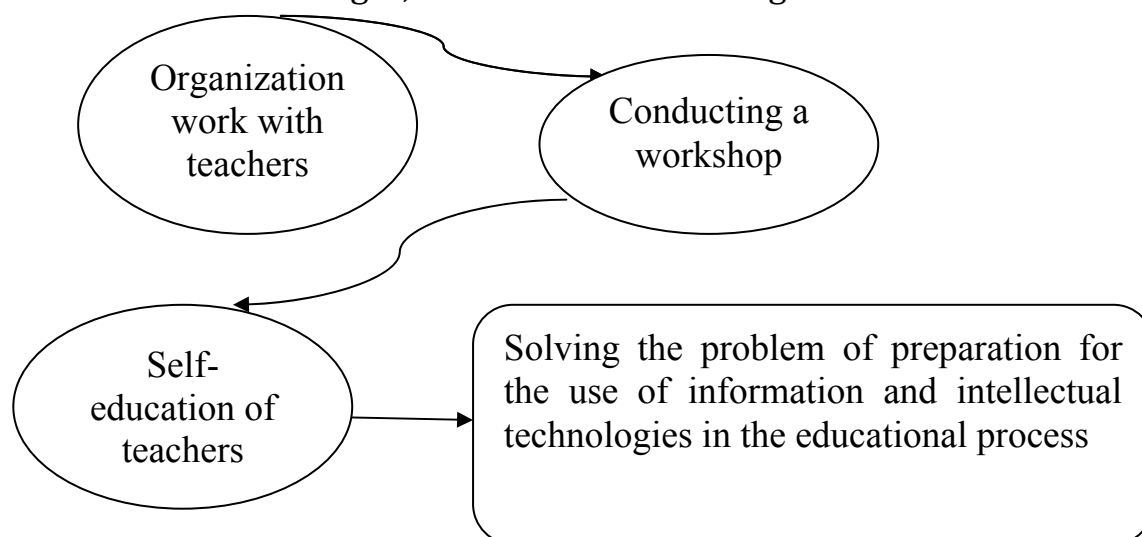 Organization
work with
teachers
Conducting a
workshop
Self-
education of
teachers
Solving the problem of preparation for
the use of information and intellectual
technologies in the educational process